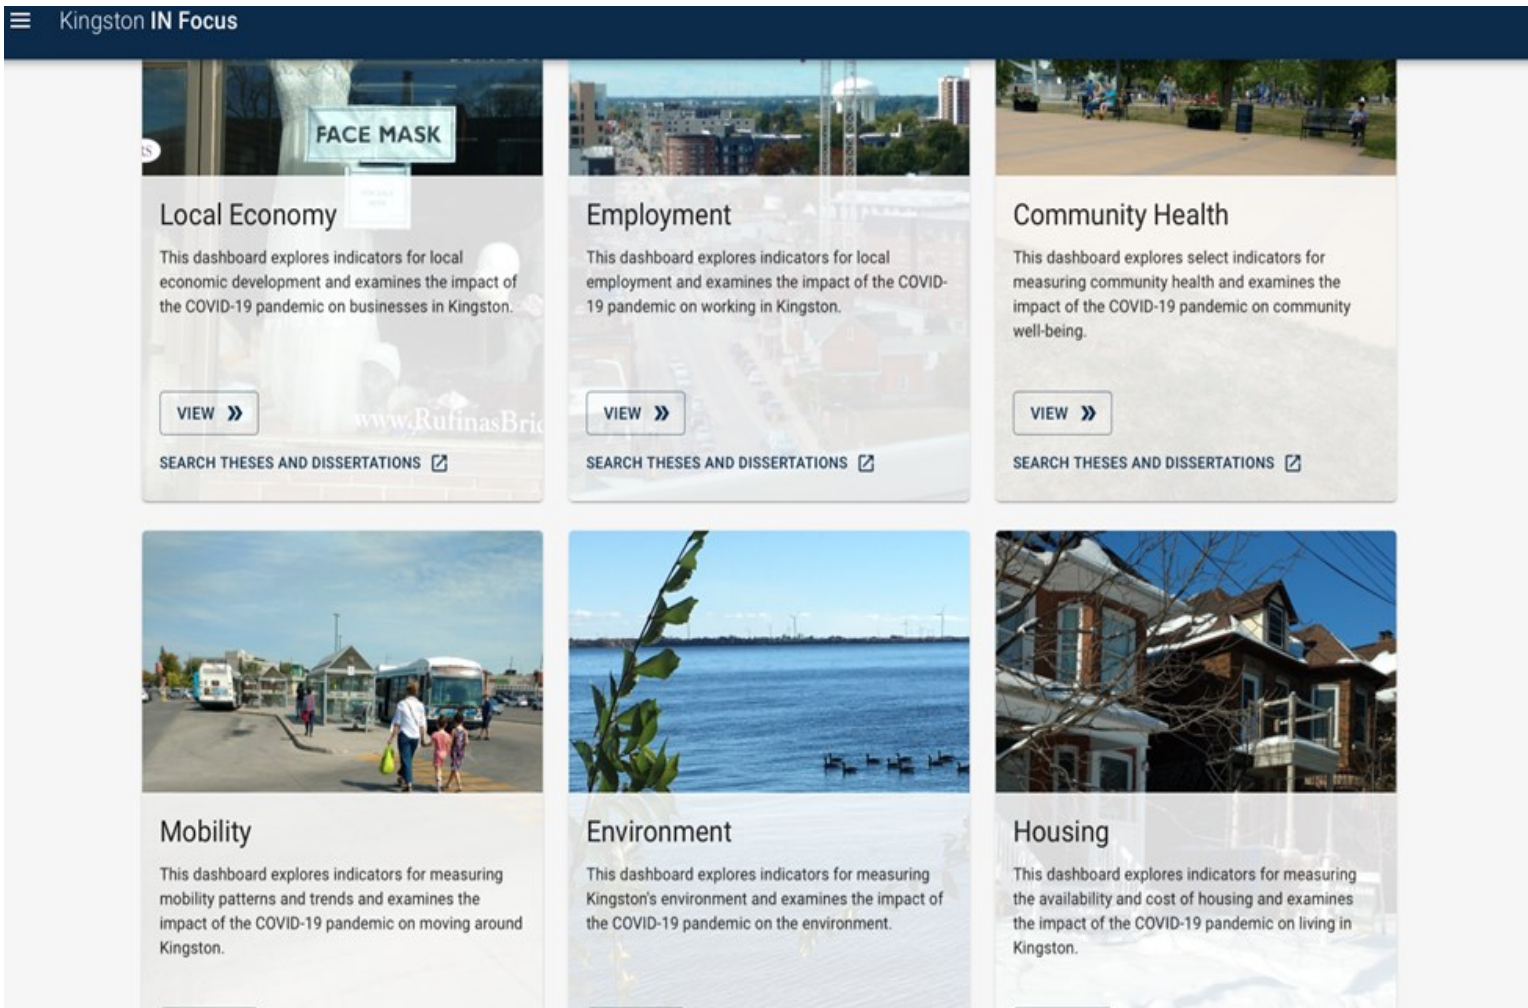 Kingston IN Focus
FACE MASK
RS
Local Economy
This dashboard explores indicators for local
economic development and examines the impact of
the COVID-19 pandemic on businesses in Kingston.
www.RufinasBric
VIEW
SEARCH THESES AND DISSERTATIONS
Employment
This dashboard explores indicators for local
employment and examines the impact of the COVID-
19 pandemic on working in Kingston.
VIEW
SEARCH THESES AND DISSERTATIONS
Community Health
This dashboard explores select indicators for
measuring community health and examines the
impact of the COVID-19 pandemic on community
well-being.
VIEW
SEARCH THESES AND DISSERTATIONS
Mobility
This dashboard explores indicators for measuring
mobility patterns and trends and examines the
impact of the COVID-19 pandemic on moving around
Kingston.
Environment
This dashboard explores indicators for measuring
Kingston's environment and examines the impact of
the COVID-19 pandemic on the environment.
Housing
This dashboard explores indicators for measuring
the availability and cost of housing and examines
the impact of the COVID-19 pandemic on living in
Kingston.